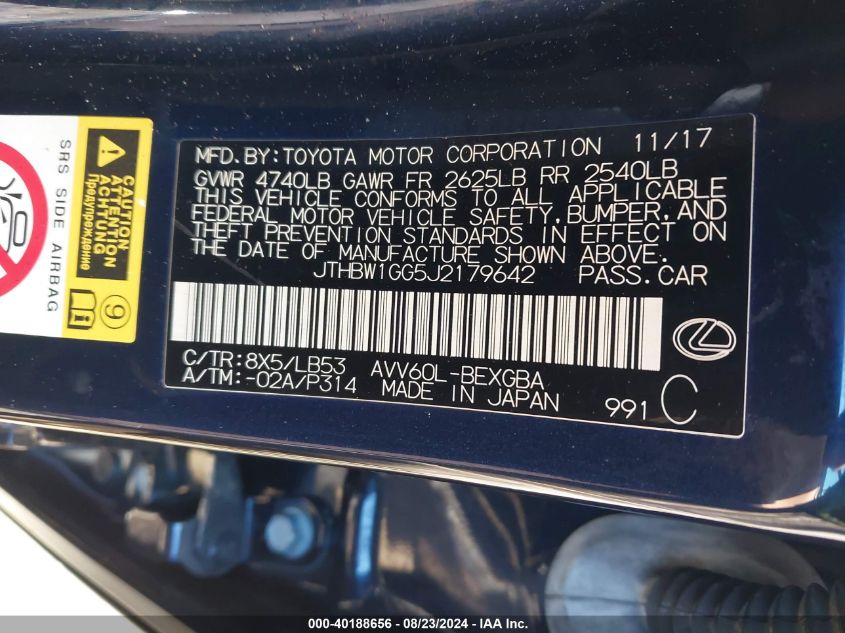 MFD.BY:TOYOTA MOTOR CORPORATION 11/17
GVWR 4740LB GAWR FR 2625LB RR 2540LB
THIS VEHICLE CONFORMS TO ALL APPLICABLE
FEDERAL MOTOR VEHICLE SAFETY,BUMPER,AND
THEFT PREVENTION STANDARDS IN EFFECT ON
THE DATE OF MANUFACTURE SHOWN ABOVE.
JTHBW1GG5J2179642 PASS.CAR
C/TR:8X5/LB53 AVV60L-BEXGBA
A/TM:-02A/P314 MADE IN JAPAN 991 C
CAUTION
ATTENTION
ACHTUNG
Предупреждение
9
SRS SIDE AIRBAG
000-40188656 - 08/23/2024 - IAA, Inc.